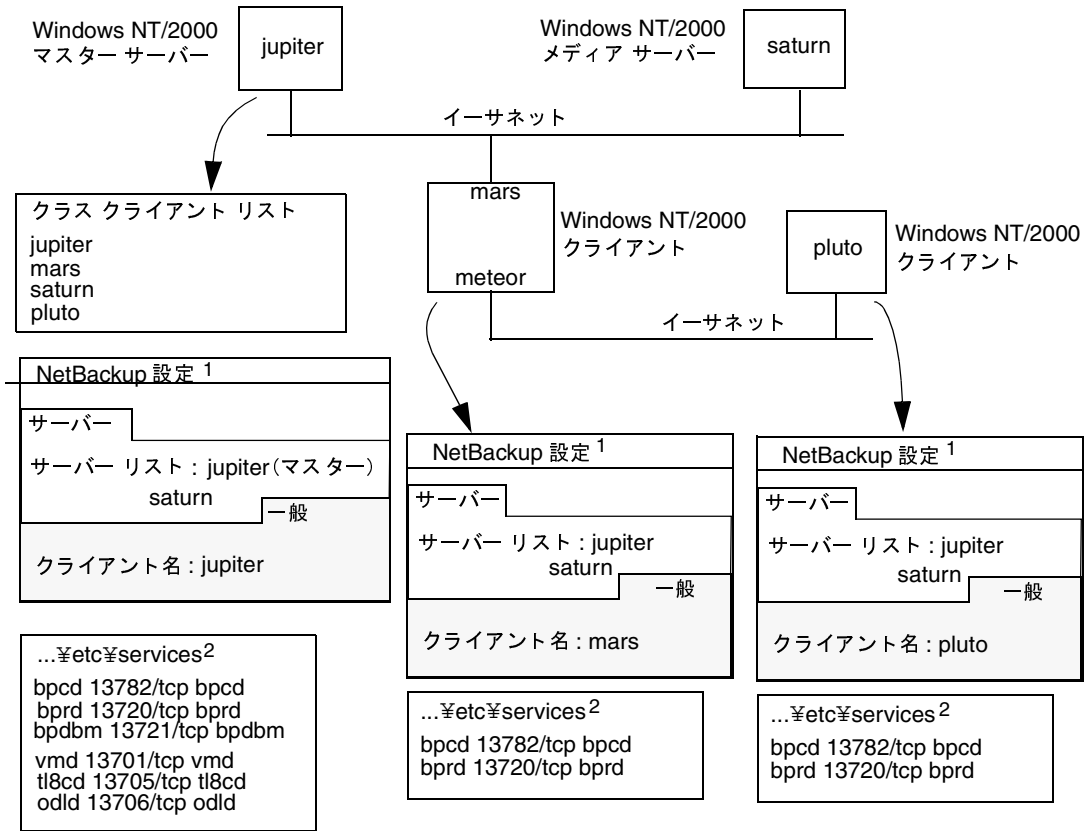 Windows NT/2000
マスター サーバー
jupiter
Windows NT/2000
メディア サーバー
saturn
イーサネット
クラス クライアント リスト
jupiter
mars
saturn
pluto
mars
meteor
Windows NT/2000
クライアント
pluto
Windows NT/2000
クライアント
イーサネット
NetBackup 設定 1
サーバー
サーバー リスト : jupiter(マスター)
saturn
一般
クライアント名 : jupiter
NetBackup 設定 1
サーバー
サーバー リスト : jupiter
saturn
一般
クライアント名 : mars
NetBackup 設定 1
サーバー
サーバー リスト : jupiter
saturn
一般
クライアント名 : pluto
...¥etc¥services2
bpcd 13782/tcp bpcd
bprd 13720/tcp bprd
bpdbm 13721/tcp bpdbm
vmd 13701/tcp vmd
tl8cd 13705/tcp tl8cd
odld 13706/tcp odld
...¥etc¥services2
bpcd 13782/tcp bpcd
bprd 13720/tcp bprd
...¥etc¥services2
bpcd 13782/tcp bpcd
bprd 13720/tcp bprd